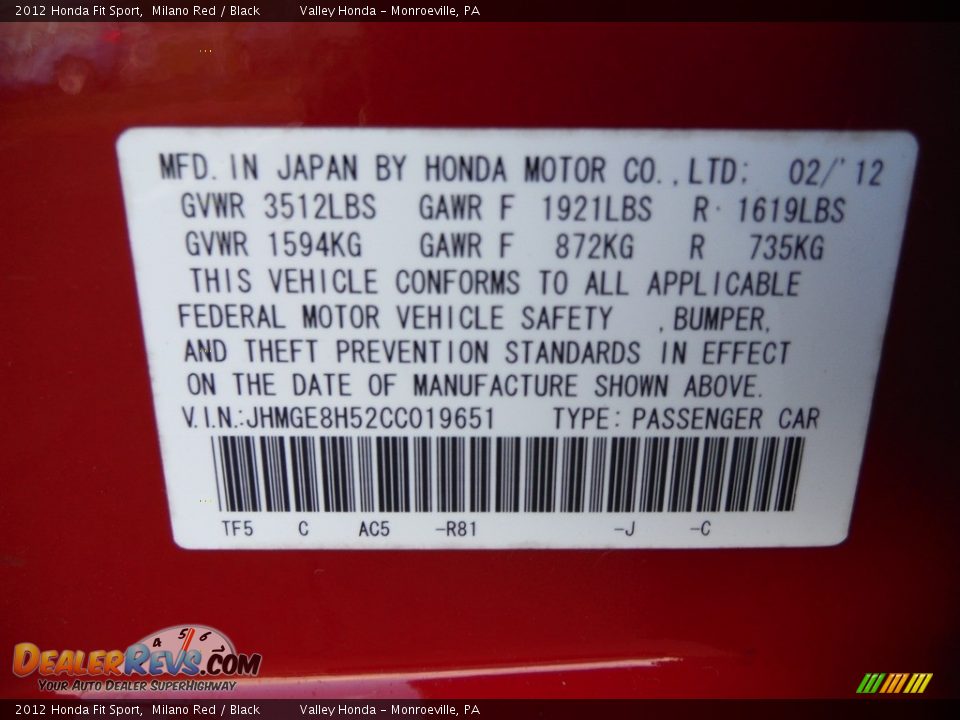 2012 Honda Fit Sport,  Milano Red / Black    Valley Honda - Monroeville, PA
MFD. IN JAPAN BY HONDA MOTOR CO., LTD;  02/'12
GVWR 3512LBS  GAWR F  1921LBS  R  1619LBS
GVWR 1594KG  GAWR F  872KG  R  735KG
THIS VEHICLE CONFORMS TO ALL APPLICABLE
FEDERAL MOTOR VEHICLE SAFETY  ,BUMPER,
AND THEFT PREVENTION STANDARDS IN EFFECT
ON THE DATE OF MANUFACTURE SHOWN ABOVE.
V.I.N.:JHMGE8H52CC019651  TYPE: PASSENGER CAR
TF5  C  AC5  -R81  -J  -C
4 5 6
DEALERREVS.COM
YOUR AUTO DEALER SUPERHIGHWAY
2012 Honda Fit Sport,  Milano Red / Black    Valley Honda - Monroeville, PA